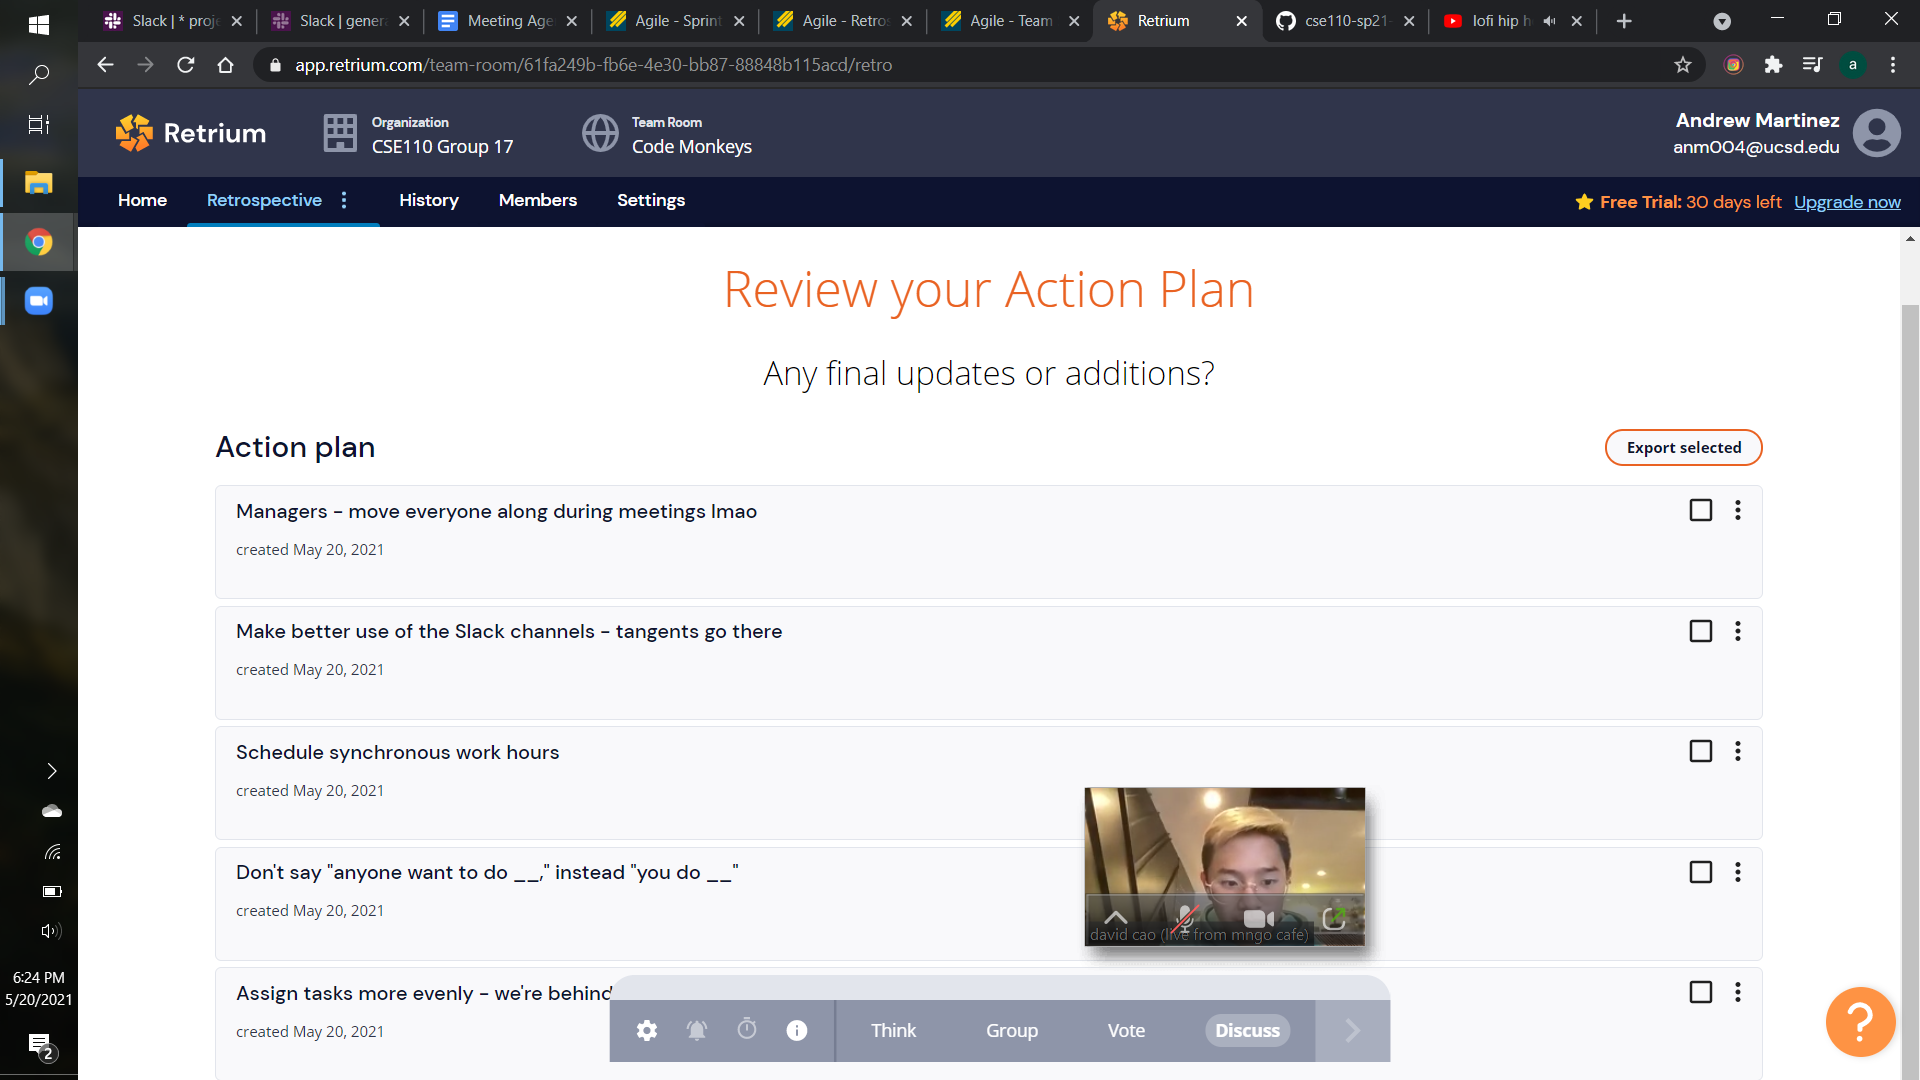 Slack | * proje
Slack | genera
Meeting Age
Agile - Sprint
Agile - Retros
Agile - Team
Retrium
cse110-sp21-
lofi hip h
app.retrium.com/team-room/61fa249b-fb6e-4e30-bb87-88848b115acd/retro
a
Retrium
Organization
CSE110 Group 17
Team Room
Code Monkeys
Andrew Martinez
anm004@ucsd.edu
Home
Retrospective
History
Members
Settings
Free Trial: 30 days left
Upgrade now
Review your Action Plan
Any final updates or additions?
Action plan
Export selected
Managers - move everyone along during meetings lmao
created May 20, 2021
Make better use of the Slack channels - tangents go there
created May 20, 2021
Schedule synchronous work hours
created May 20, 2021
Don't say "anyone want to do __," instead "you do __"
created May 20, 2021
david cao (live from mngo cafe)
Assign tasks more evenly - we're behind
created May 20, 2021
Think
Group
Vote
Discuss
?
6:24 PM
5/20/2021
2